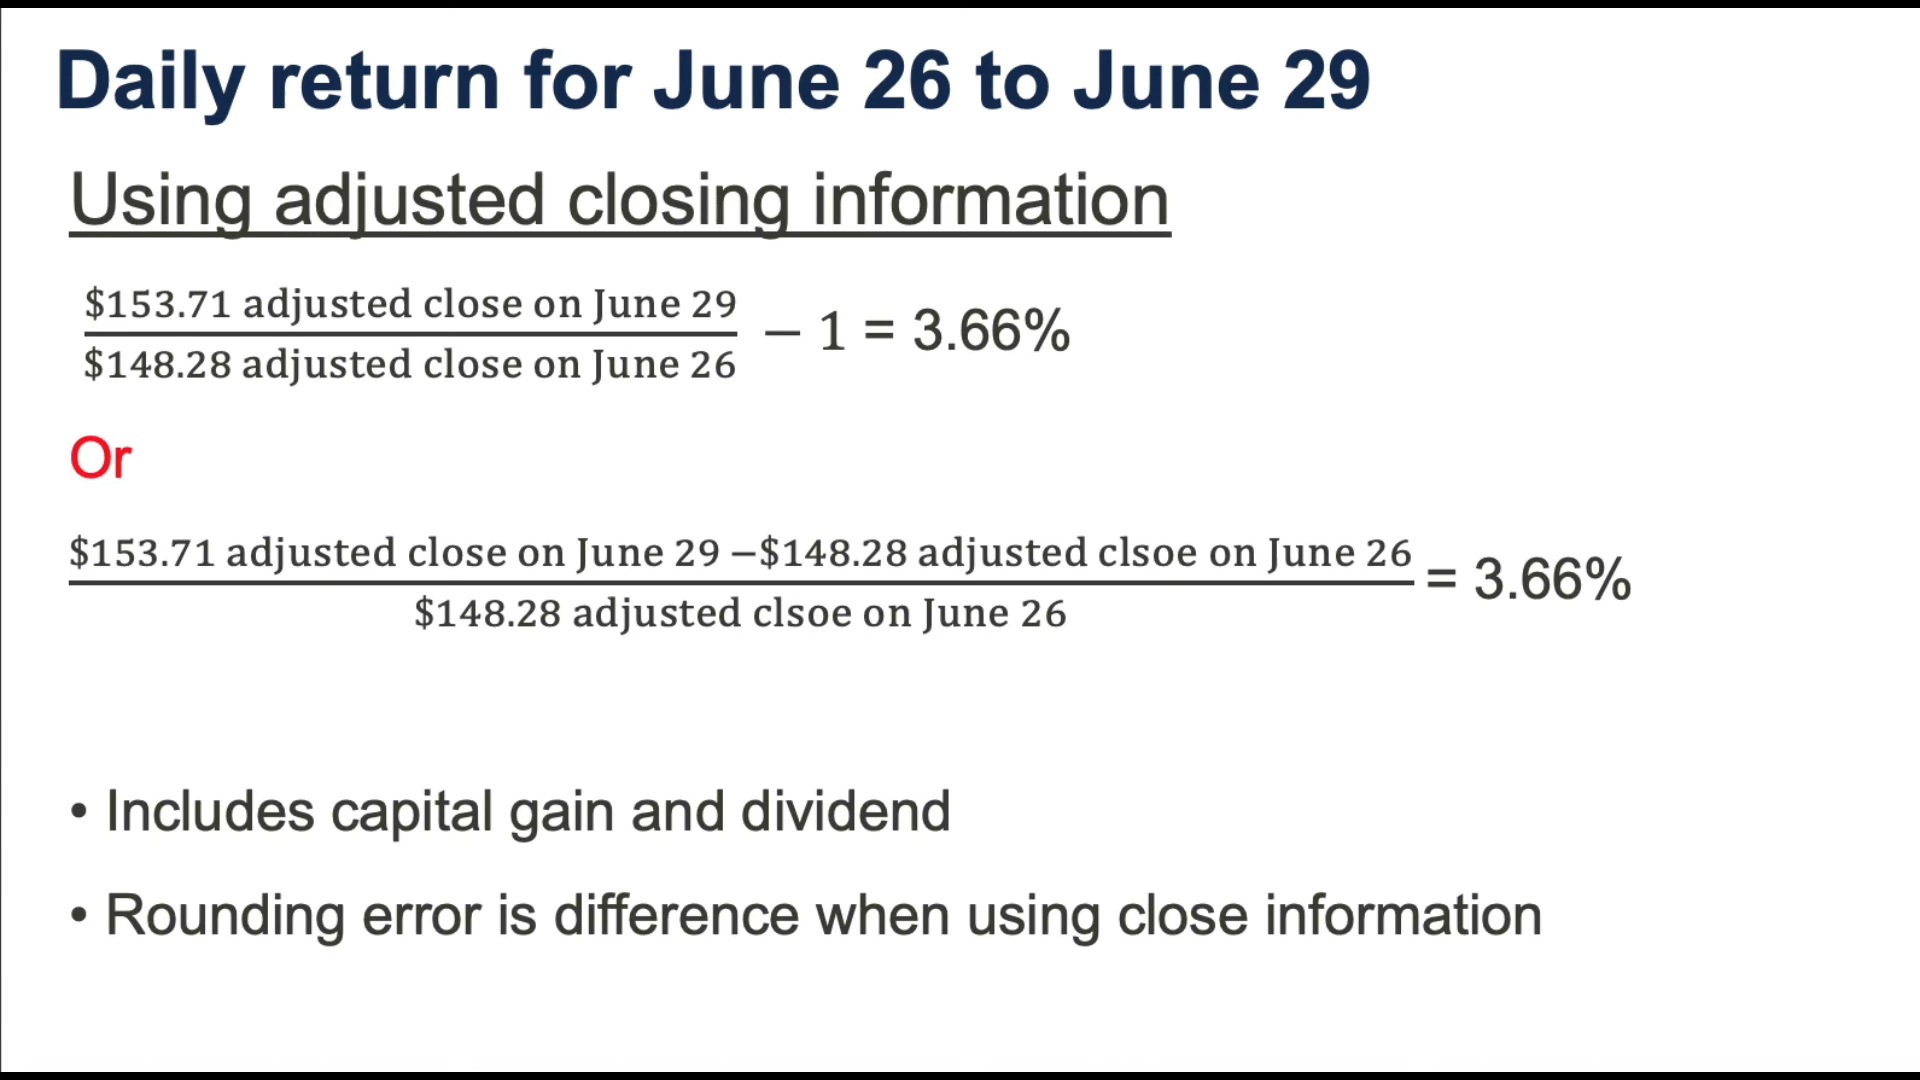 Daily return for June 26 to June 29
Using adjusted closing information
$153.71 adjusted close on June 29
$148.28 adjusted close on June 26
− 1 = 3.66%
Or
$153.71 adjusted close on June 29 −$148.28 adjusted clsoe on June 26
$148.28 adjusted clsoe on June 26
= 3.66%
• Includes capital gain and dividend
• Rounding error is difference when using close information